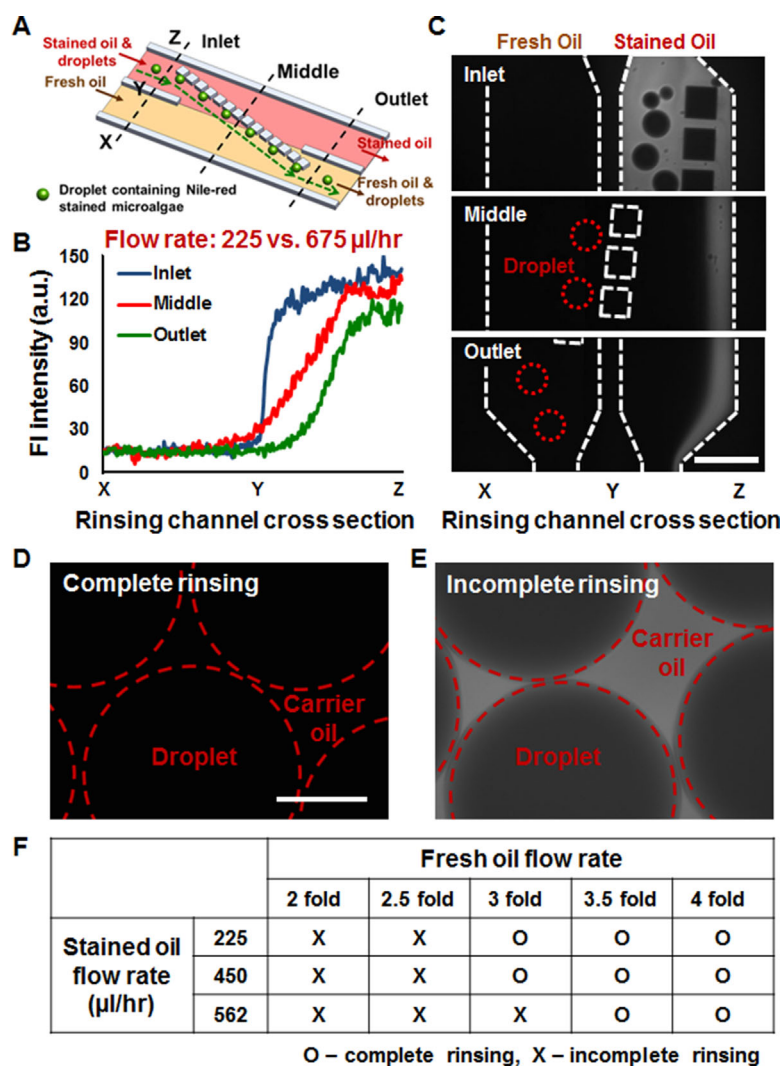 A
Z
Inlet
Stained oil &
droplets
Fresh oil
Y
Middle
X
Outlet
Stained oil
Fresh oil &
droplets
Droplet containing Nile-red
stained microalgae
B
Flow rate: 225 vs. 675 µl/hr
150
120
90
60
30
0
Fl intensity (a.u.)
Inlet
Middle
Outlet
X
Y
Z
Rinsing channel cross section
C
Fresh Oil
Stained Oil
Inlet
Middle
Droplet
Outlet
X
Y
Z
Rinsing channel cross section
D
Complete rinsing
Carrier
oil
Droplet
E
Incomplete rinsing
Carrier
oil
Droplet
F
Fresh oil flow rate
2 fold 2.5 fold 3 fold 3.5 fold 4 fold
Stained oil
flow rate
(µl/hr)
225 X X O O O
450 X X O O O
562 X X X O O
O – complete rinsing, X – incomplete rinsing